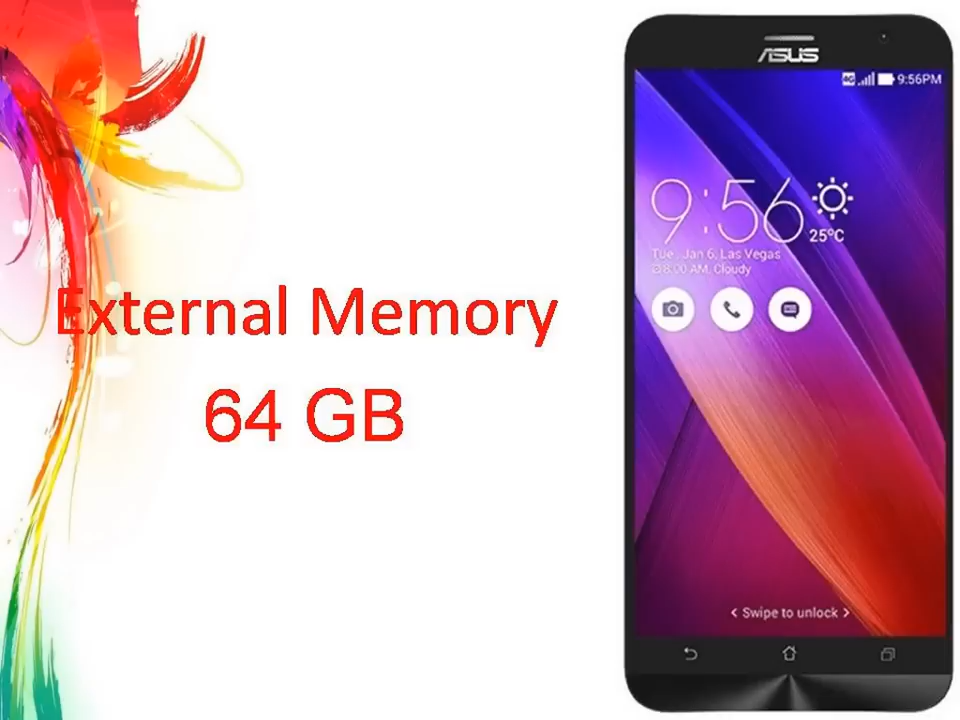 External Memory
64 GB
ASUS
4G 9:56PM
9:56
25°C
Tue, Jan 6, Las Vegas
8:00 AM, Cloudy
< Swipe to unlock >